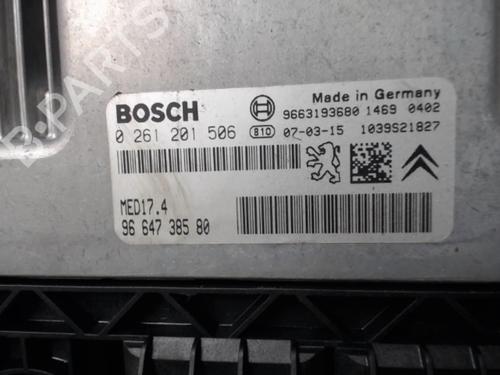 B-PARTS
BOSCH
Made in Germany
9663193680 1469 0402
0 261 201 506 810 07-03-15 1039S21827
MED17.4
96 647 385 80